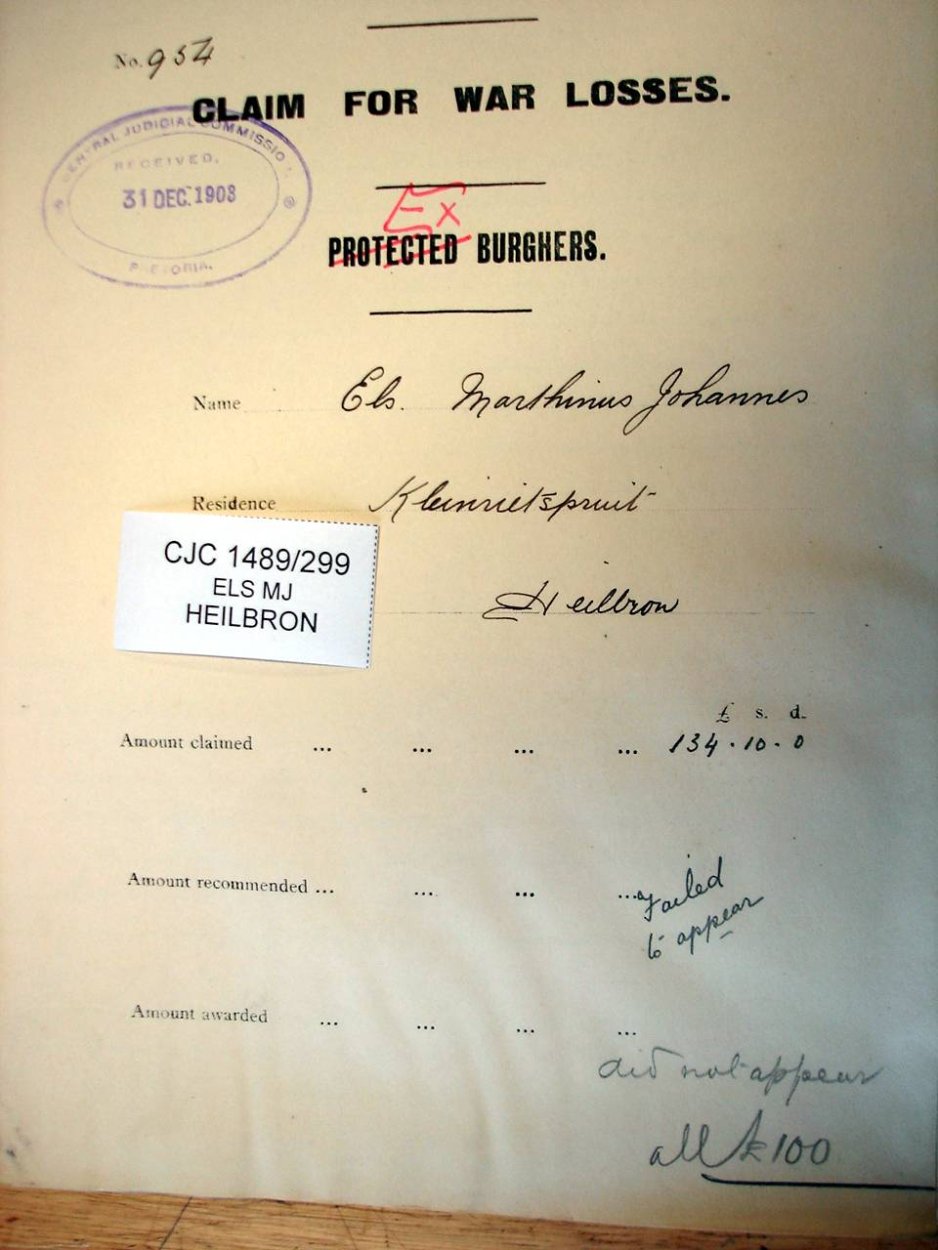 No. 954
CLAIM FOR WAR LOSSES.
CENTRAL JUDICIAL COMMISSION
RECEIVED.
31 DEC. 1903
PRETORIA.
Ex
PROTECTED BURGHERS.
Name Els. Marthinus Johannes
Residence Kleinrietspruit
CJC 1489/299
ELS MJ
HEILBRON
Heilbron
£ s. d.
Amount claimed ... ... ... ... 134.10.0
Amount recommended ... ... ... ... Failed
to appear
Amount awarded ... ... ... ...
did not appear
all 100